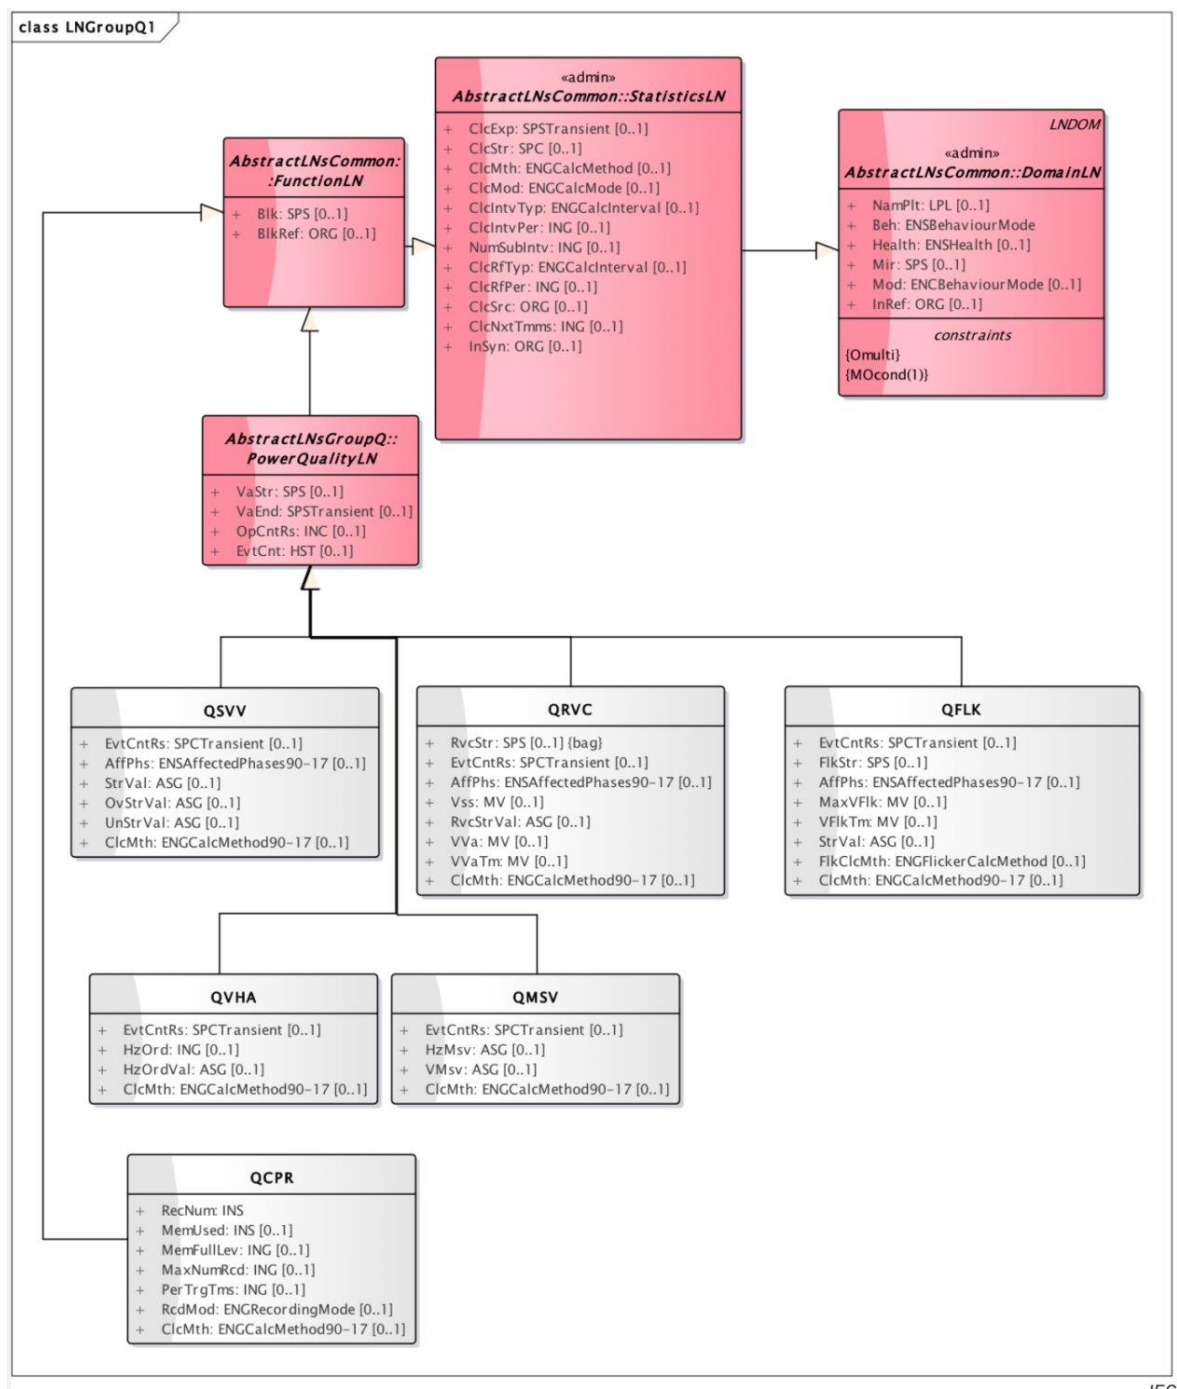 class LNGroupQ1
«admin»
AbstractLNsCommon::StatisticsLN
+ ClcExp: SPSTransient [0..1]
+ ClcStr: SPC [0..1]
+ ClcMth: ENGCalcMethod [0..1]
+ ClcMod: ENGCalcMode [0..1]
+ ClcIntvTyp: ENGCalcInterval [0..1]
+ ClcIntvPer: ING [0..1]
+ NumSubIntv: ING [0..1]
+ ClcRfTyp: ENGCalcInterval [0..1]
+ ClcRfPer: ING [0..1]
+ ClcSrc: ORG [0..1]
+ ClcNxtTmms: ING [0..1]
+ InSyn: ORG [0..1]
LNDOM
«admin»
AbstractLNsCommon::DomainLN
+ NamPlt: LPL [0..1]
+ Beh: ENSBehaviourMode
+ Health: ENSHealth [0..1]
+ Mir: SPS [0..1]
+ Mod: ENCBehaviourMode [0..1]
+ InRef: ORG [0..1]
constraints
{Omulti}
{MOcond(1)}
AbstractLNsCommon:
:FunctionLN
+ Blk: SPS [0..1]
+ BlkRef: ORG [0..1]
AbstractLNsGroupQ::
PowerQualityLN
+ VaStr: SPS [0..1]
+ VaEnd: SPSTransient [0..1]
+ OpCntRs: INC [0..1]
+ EvtCnt: HST [0..1]
QSVV
+ EvtCntRs: SPCTransient [0..1]
+ AffPhs: ENSAffectedPhases90-17 [0..1]
+ StrVal: ASG [0..1]
+ OvStrVal: ASG [0..1]
+ UnStrVal: ASG [0..1]
+ ClcMth: ENGCalcMethod90-17 [0..1]
QRVC
+ RvcStr: SPS [0..1] {bag}
+ EvtCntRs: SPCTransient [0..1]
+ AffPhs: ENSAffectedPhases90-17 [0..1]
+ Vss: MV [0..1]
+ RvcStrVal: ASG [0..1]
+ VVa: MV [0..1]
+ VVaTm: MV [0..1]
+ ClcMth: ENGCalcMethod90-17 [0..1]
QFLK
+ EvtCntRs: SPCTransient [0..1]
+ FlkStr: SPS [0..1]
+ AffPhs: ENSAffectedPhases90-17 [0..1]
+ MaxVFlk: MV [0..1]
+ VFlkTm: MV [0..1]
+ StrVal: ASG [0..1]
+ FlkClcMth: ENGFlickerCalcMethod [0..1]
+ ClcMth: ENGCalcMethod90-17 [0..1]
QVHA
+ EvtCntRs: SPCTransient [0..1]
+ HzOrd: ING [0..1]
+ HzOrdVal: ASG [0..1]
+ ClcMth: ENGCalcMethod90-17 [0..1]
QMSV
+ EvtCntRs: SPCTransient [0..1]
+ HzMsv: ASG [0..1]
+ VMsv: ASG [0..1]
+ ClcMth: ENGCalcMethod90-17 [0..1]
QCPR
+ RecNum: INS
+ MemUsed: INS [0..1]
+ MemFullLev: ING [0..1]
+ MaxNumRcd: ING [0..1]
+ PerTrgTms: ING [0..1]
+ RcdMod: ENGRecordingMode [0..1]
+ ClcMth: ENGCalcMethod90-17 [0..1]